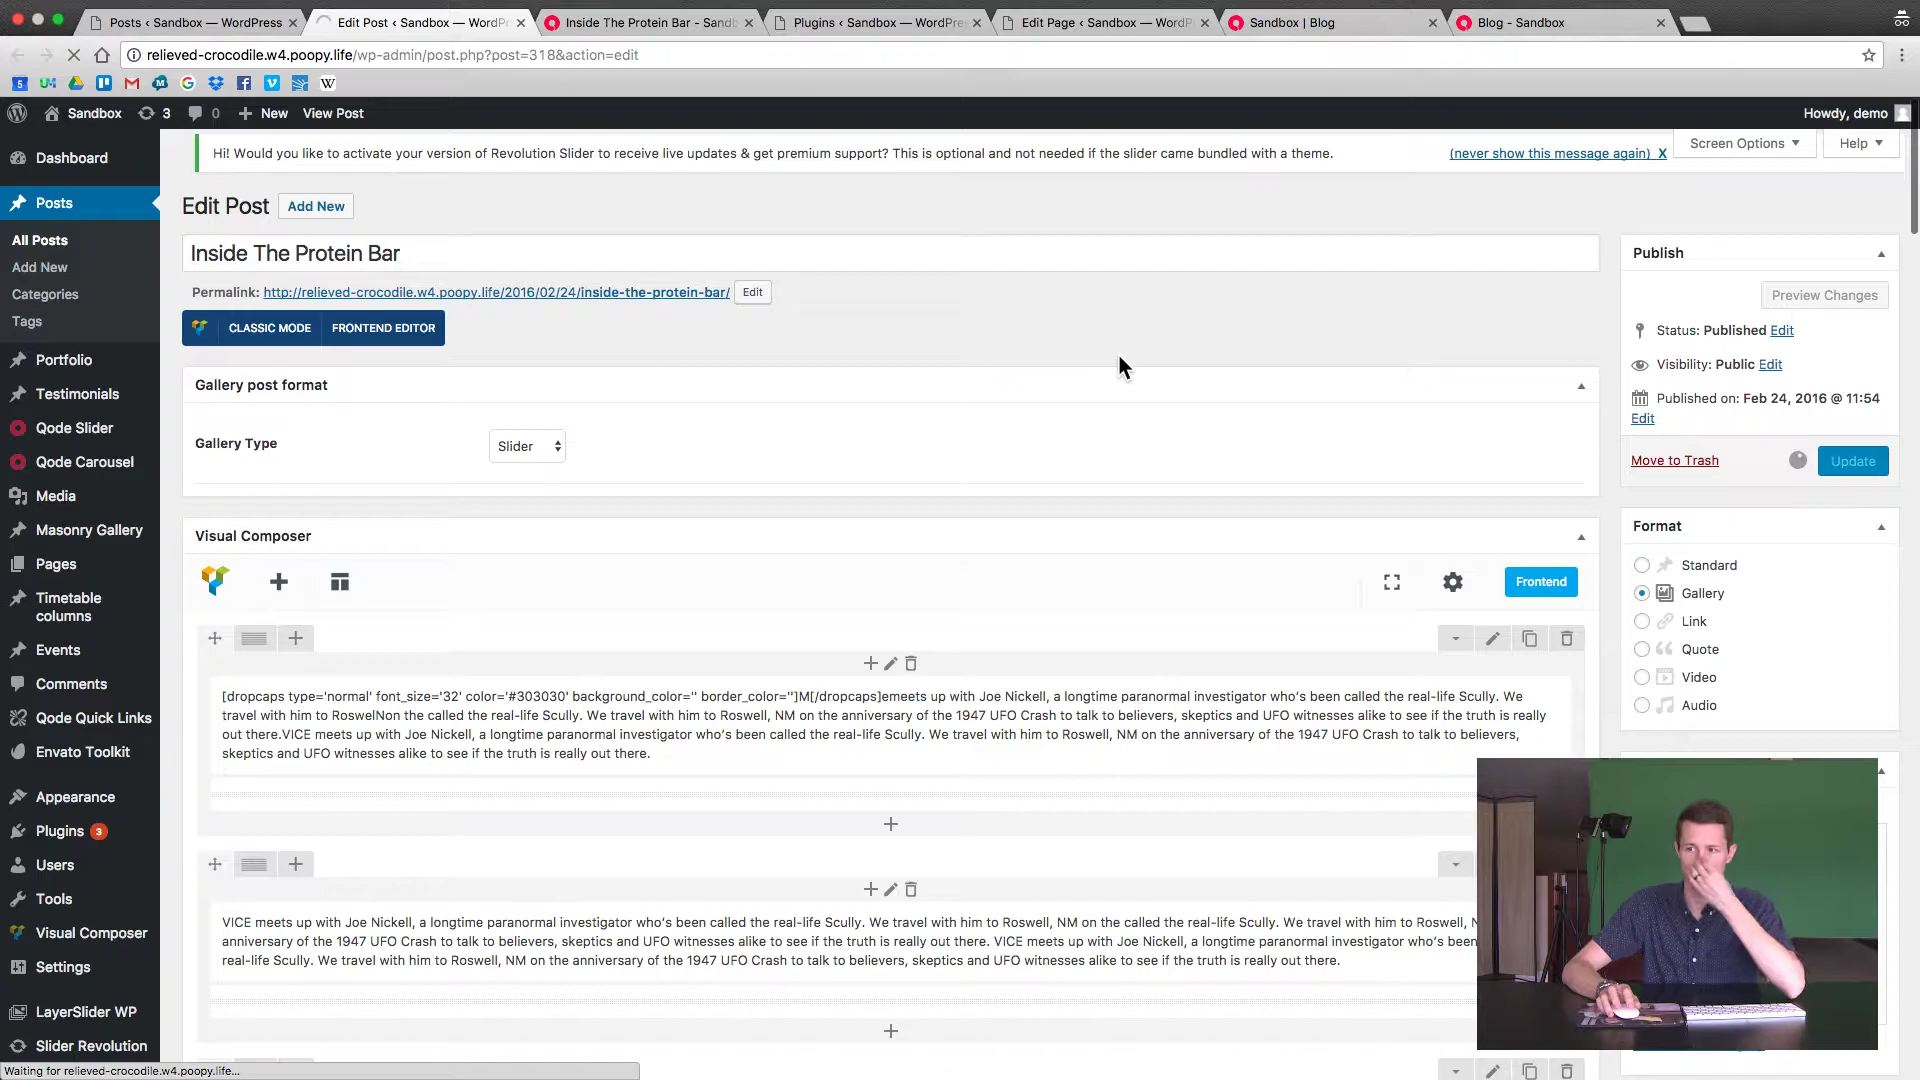 Posts ‹ Sandbox — WordPress
Edit Post ‹ Sandbox — WordPr
Inside The Protein Bar - Sandb
Plugins ‹ Sandbox — WordPre
Edit Page ‹ Sandbox — WordP
Sandbox | Blog
Blog - Sandbox
relieved-crocodile.w4.poopy.life/wp-admin/post.php?post=318&action=edit
Sandbox
3
0
New
View Post
Howdy, demo
Hi! Would you like to activate your version of Revolution Slider to receive live updates & get premium support? This is optional and not needed if the slider came bundled with a theme.
(never show this message again) X
Screen Options
Help
Dashboard
Posts
All Posts
Add New
Categories
Tags
Portfolio
Testimonials
Qode Slider
Qode Carousel
Media
Masonry Gallery
Pages
Timetable
columns
Events
Comments
Qode Quick Links
Envato Toolkit
Appearance
Plugins 3
Users
Tools
Visual Composer
Settings
LayerSlider WP
Slider Revolution
Edit Post
Add New
Inside The Protein Bar
Permalink: http://relieved-crocodile.w4.poopy.life/2016/02/24/inside-the-protein-bar/ Edit
CLASSIC MODE
FRONTEND EDITOR
Gallery post format
Gallery Type
Slider
Visual Composer
Frontend
[dropcaps type='normal' font_size='32' color='#303030' background_color='' border_color='']M[/dropcaps]emeets up with Joe Nickell, a longtime paranormal investigator who's been called the real-life Scully. We
travel with him to RoswelNon the called the real-life Scully. We travel with him to Roswell, NM on the anniversary of the 1947 UFO Crash to talk to believers, skeptics and UFO witnesses alike to see if the truth is really
out there.VICE meets up with Joe Nickell, a longtime paranormal investigator who's been called the real-life Scully. We travel with him to Roswell, NM on the anniversary of the 1947 UFO Crash to talk to believers,
skeptics and UFO witnesses alike to see if the truth is really out there.
VICE meets up with Joe Nickell, a longtime paranormal investigator who's been called the real-life Scully. We travel with him to Roswell, NM on the called the real-life Scully. We travel with him to Roswell, N
anniversary of the 1947 UFO Crash to talk to believers, skeptics and UFO witnesses alike to see if the truth is really out there. VICE meets up with Joe Nickell, a longtime paranormal investigator who's been
real-life Scully. We travel with him to Roswell, NM on the anniversary of the 1947 UFO Crash to talk to believers, skeptics and UFO witnesses alike to see if the truth is really out there.
Publish
Preview Changes
Status: Published Edit
Visibility: Public Edit
Published on: Feb 24, 2016 @ 11:54
Edit
Move to Trash
Update
Format
Standard
Gallery
Link
Quote
Video
Audio
Waiting for relieved-crocodile.w4.poopy.life...